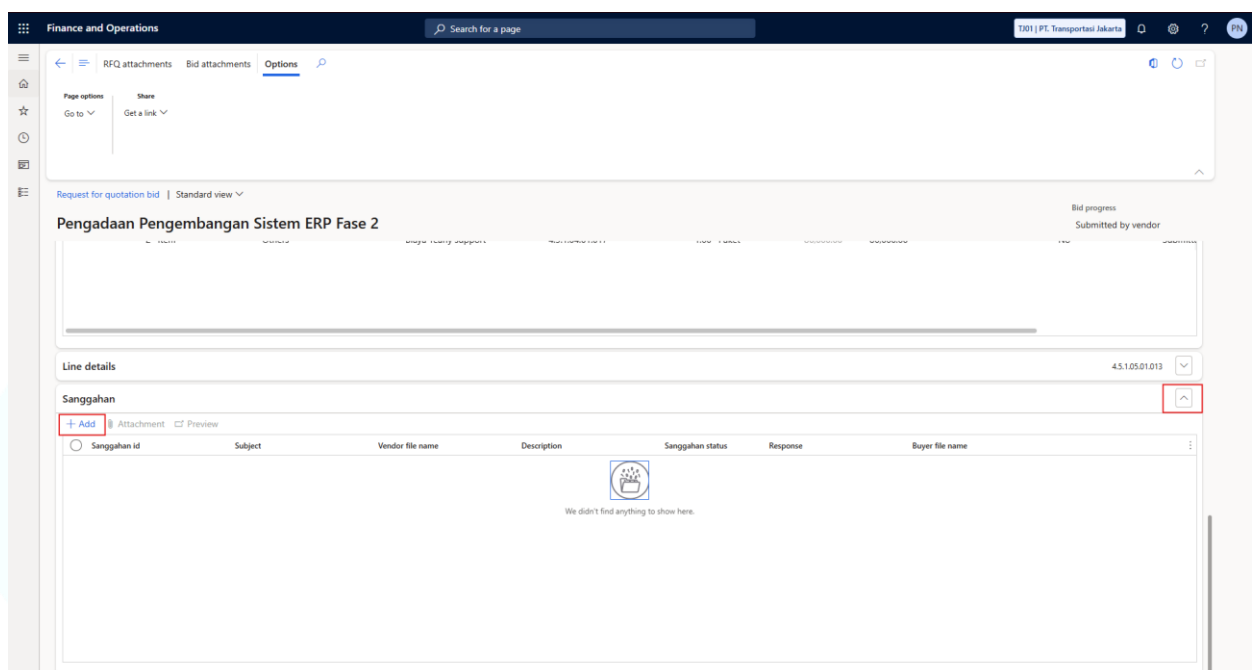 Finance and Operations
Search for a page
TJ01 | PT. Transportasi Jakarta
?
PN
RFQ attachments Bid attachments Options
Page options Share
Go to Get a link
Request for quotation bid | Standard view
Bid progress
Pengadaan Pengembangan Sistem ERP Fase 2
Submitted by vendor
Line details 4.5.1.05.01.013
Sanggahan
+ Add Attachment Preview
Sanggahan id Subject Vendor file name Description Sanggahan status Response Buyer file name
We didn't find anything to show here.